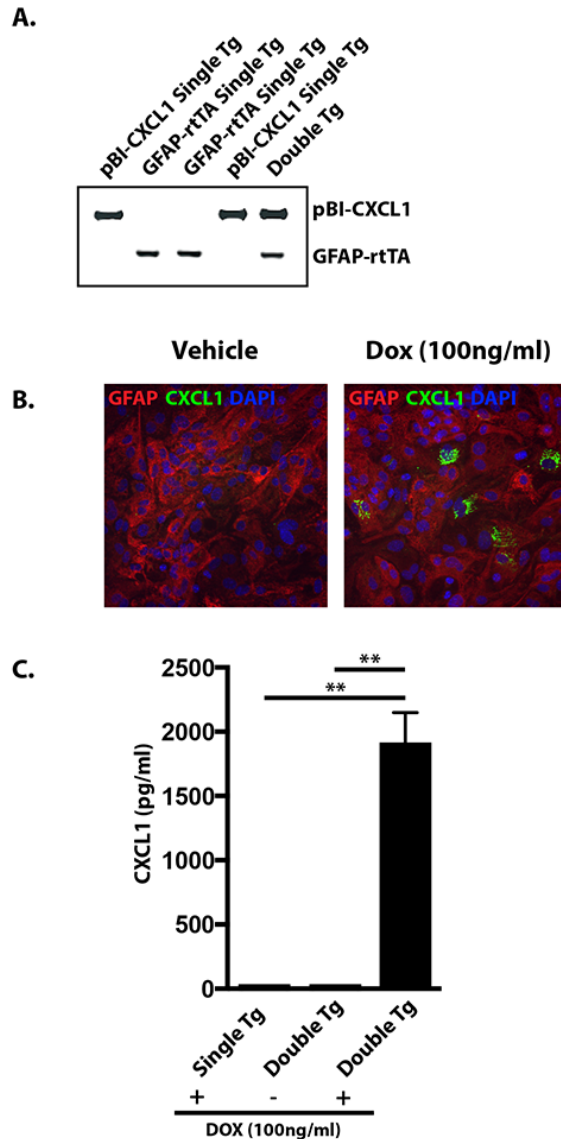 A.
pBI-CXCL1 Single Tg
GFAP-rtTA Single Tg
GFAP-rtTA Single Tg
pBI-CXCL1 Single Tg
Double Tg
pBI-CXCL1
GFAP-rtTA
Vehicle
Dox (100ng/ml)
B.
GFAP CXCL1 DAPI
GFAP CXCL1 DAPI
C.
**
**
CXCL1 (pg/ml)
2500
2000
1500
1000
500
0
Single Tg
Double Tg
Double Tg
+ - +
DOX (100ng/ml)